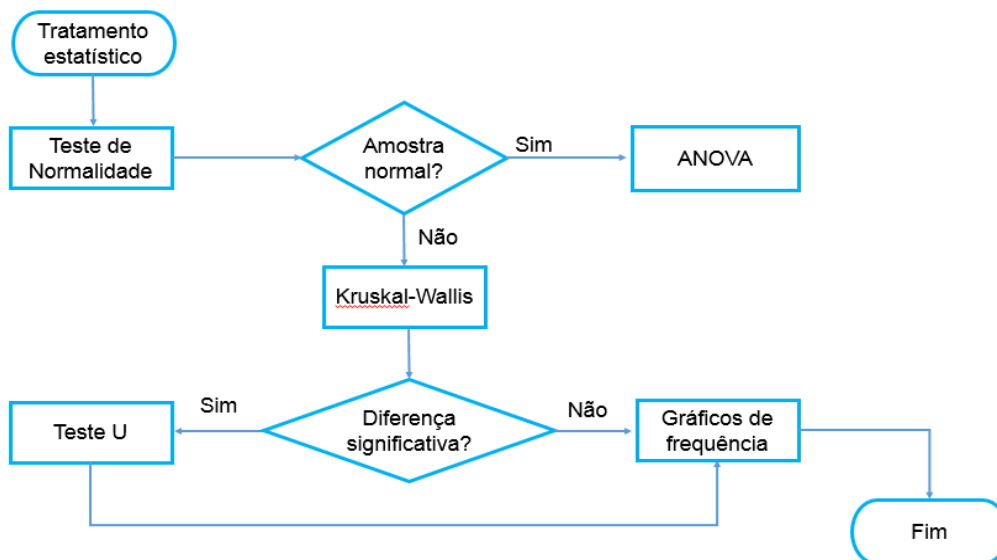 Tratamento
estatístico
Teste de
Normalidade
Amostra
normal?
Sim
ANOVA
Não
Kruskal-Wallis
Diferença
significativa?
Sim
Teste U
Não
Gráficos de
frequência
Fim